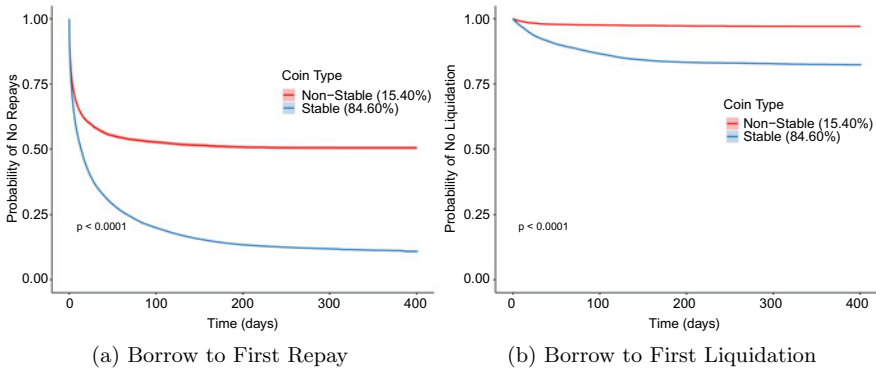 Probability of No Repays
1.00
0.75
0.50
0.25
0.00
Coin Type
Non−Stable (15.40%)
Stable (84.60%)
p < 0.0001
0
100
200
300
400
Time (days)
(a) Borrow to First Repay
Probability of No Liquidation
1.00
0.75
0.50
0.25
0.00
Coin Type
Non−Stable (15.40%)
Stable (84.60%)
p < 0.0001
0
100
200
300
400
Time (days)
(b) Borrow to First Liquidation